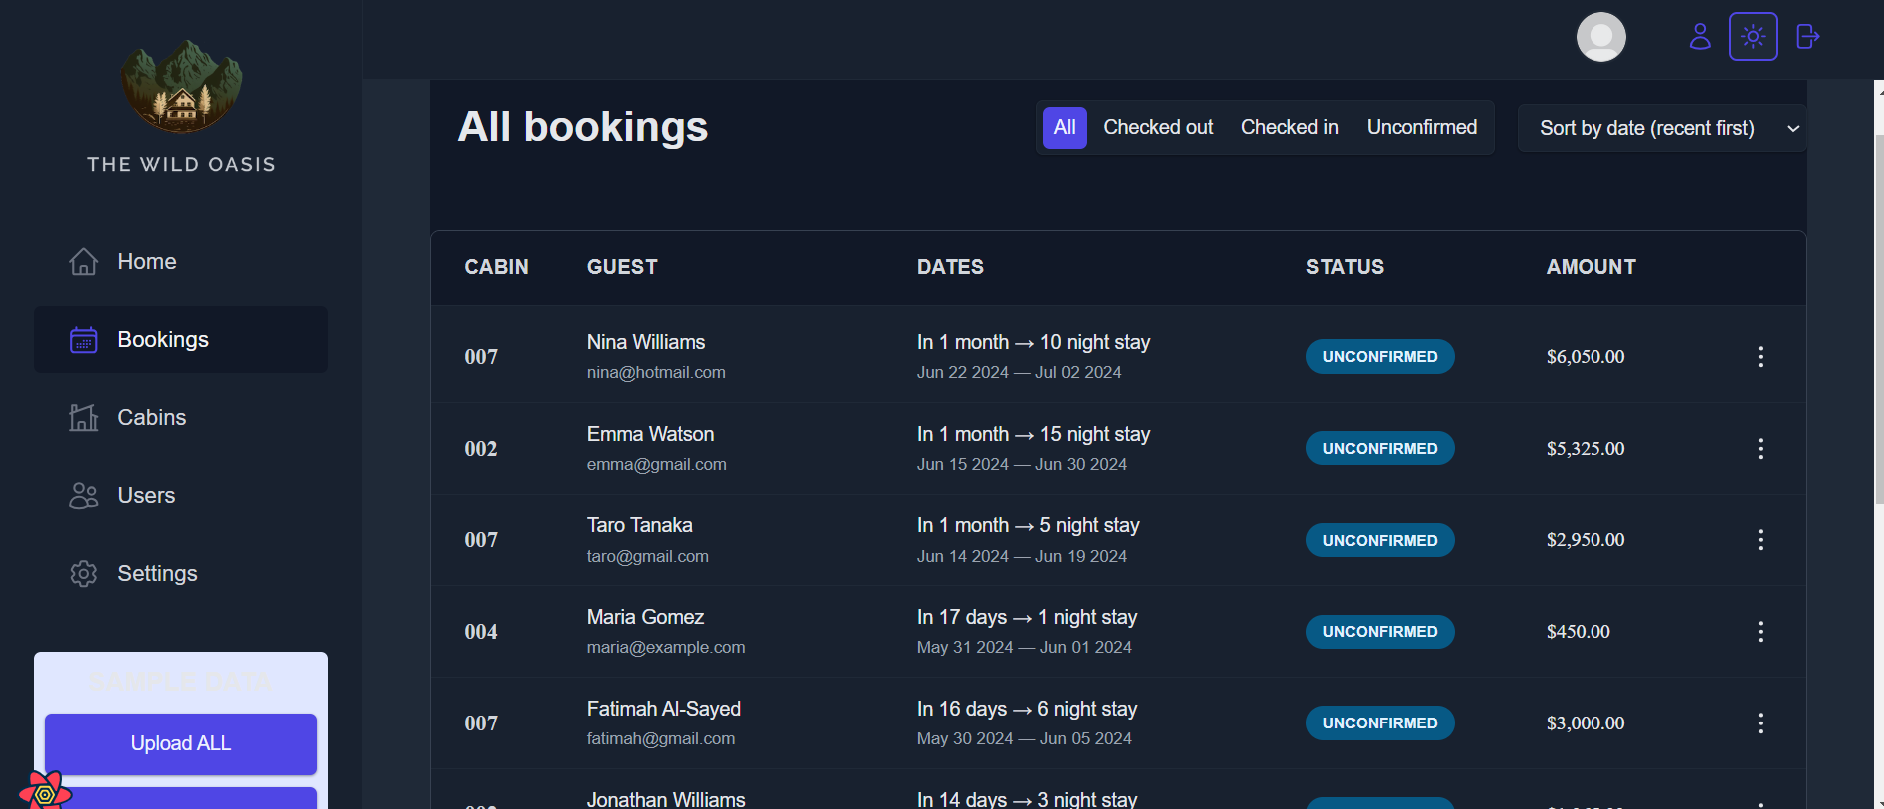 THE WILD OASIS
Home
Bookings
Cabins
Users
Settings
SAMPLE DATA
Upload ALL
All bookings
All Checked out Checked in Unconfirmed
Sort by date (recent first)
CABIN GUEST DATES STATUS AMOUNT
007 Nina Williams In 1 month → 10 night stay UNCONFIRMED $6,050.00
nina@hotmail.com Jun 22 2024 — Jul 02 2024
002 Emma Watson In 1 month → 15 night stay UNCONFIRMED $5,325.00
emma@gmail.com Jun 15 2024 — Jun 30 2024
007 Taro Tanaka In 1 month → 5 night stay UNCONFIRMED $2,950.00
taro@gmail.com Jun 14 2024 — Jun 19 2024
004 Maria Gomez In 17 days → 1 night stay UNCONFIRMED $450.00
maria@example.com May 31 2024 — Jun 01 2024
007 Fatimah Al-Sayed In 16 days → 6 night stay UNCONFIRMED $3,000.00
fatimah@gmail.com May 30 2024 — Jun 05 2024
Jonathan Williams In 14 days → 3 night stay